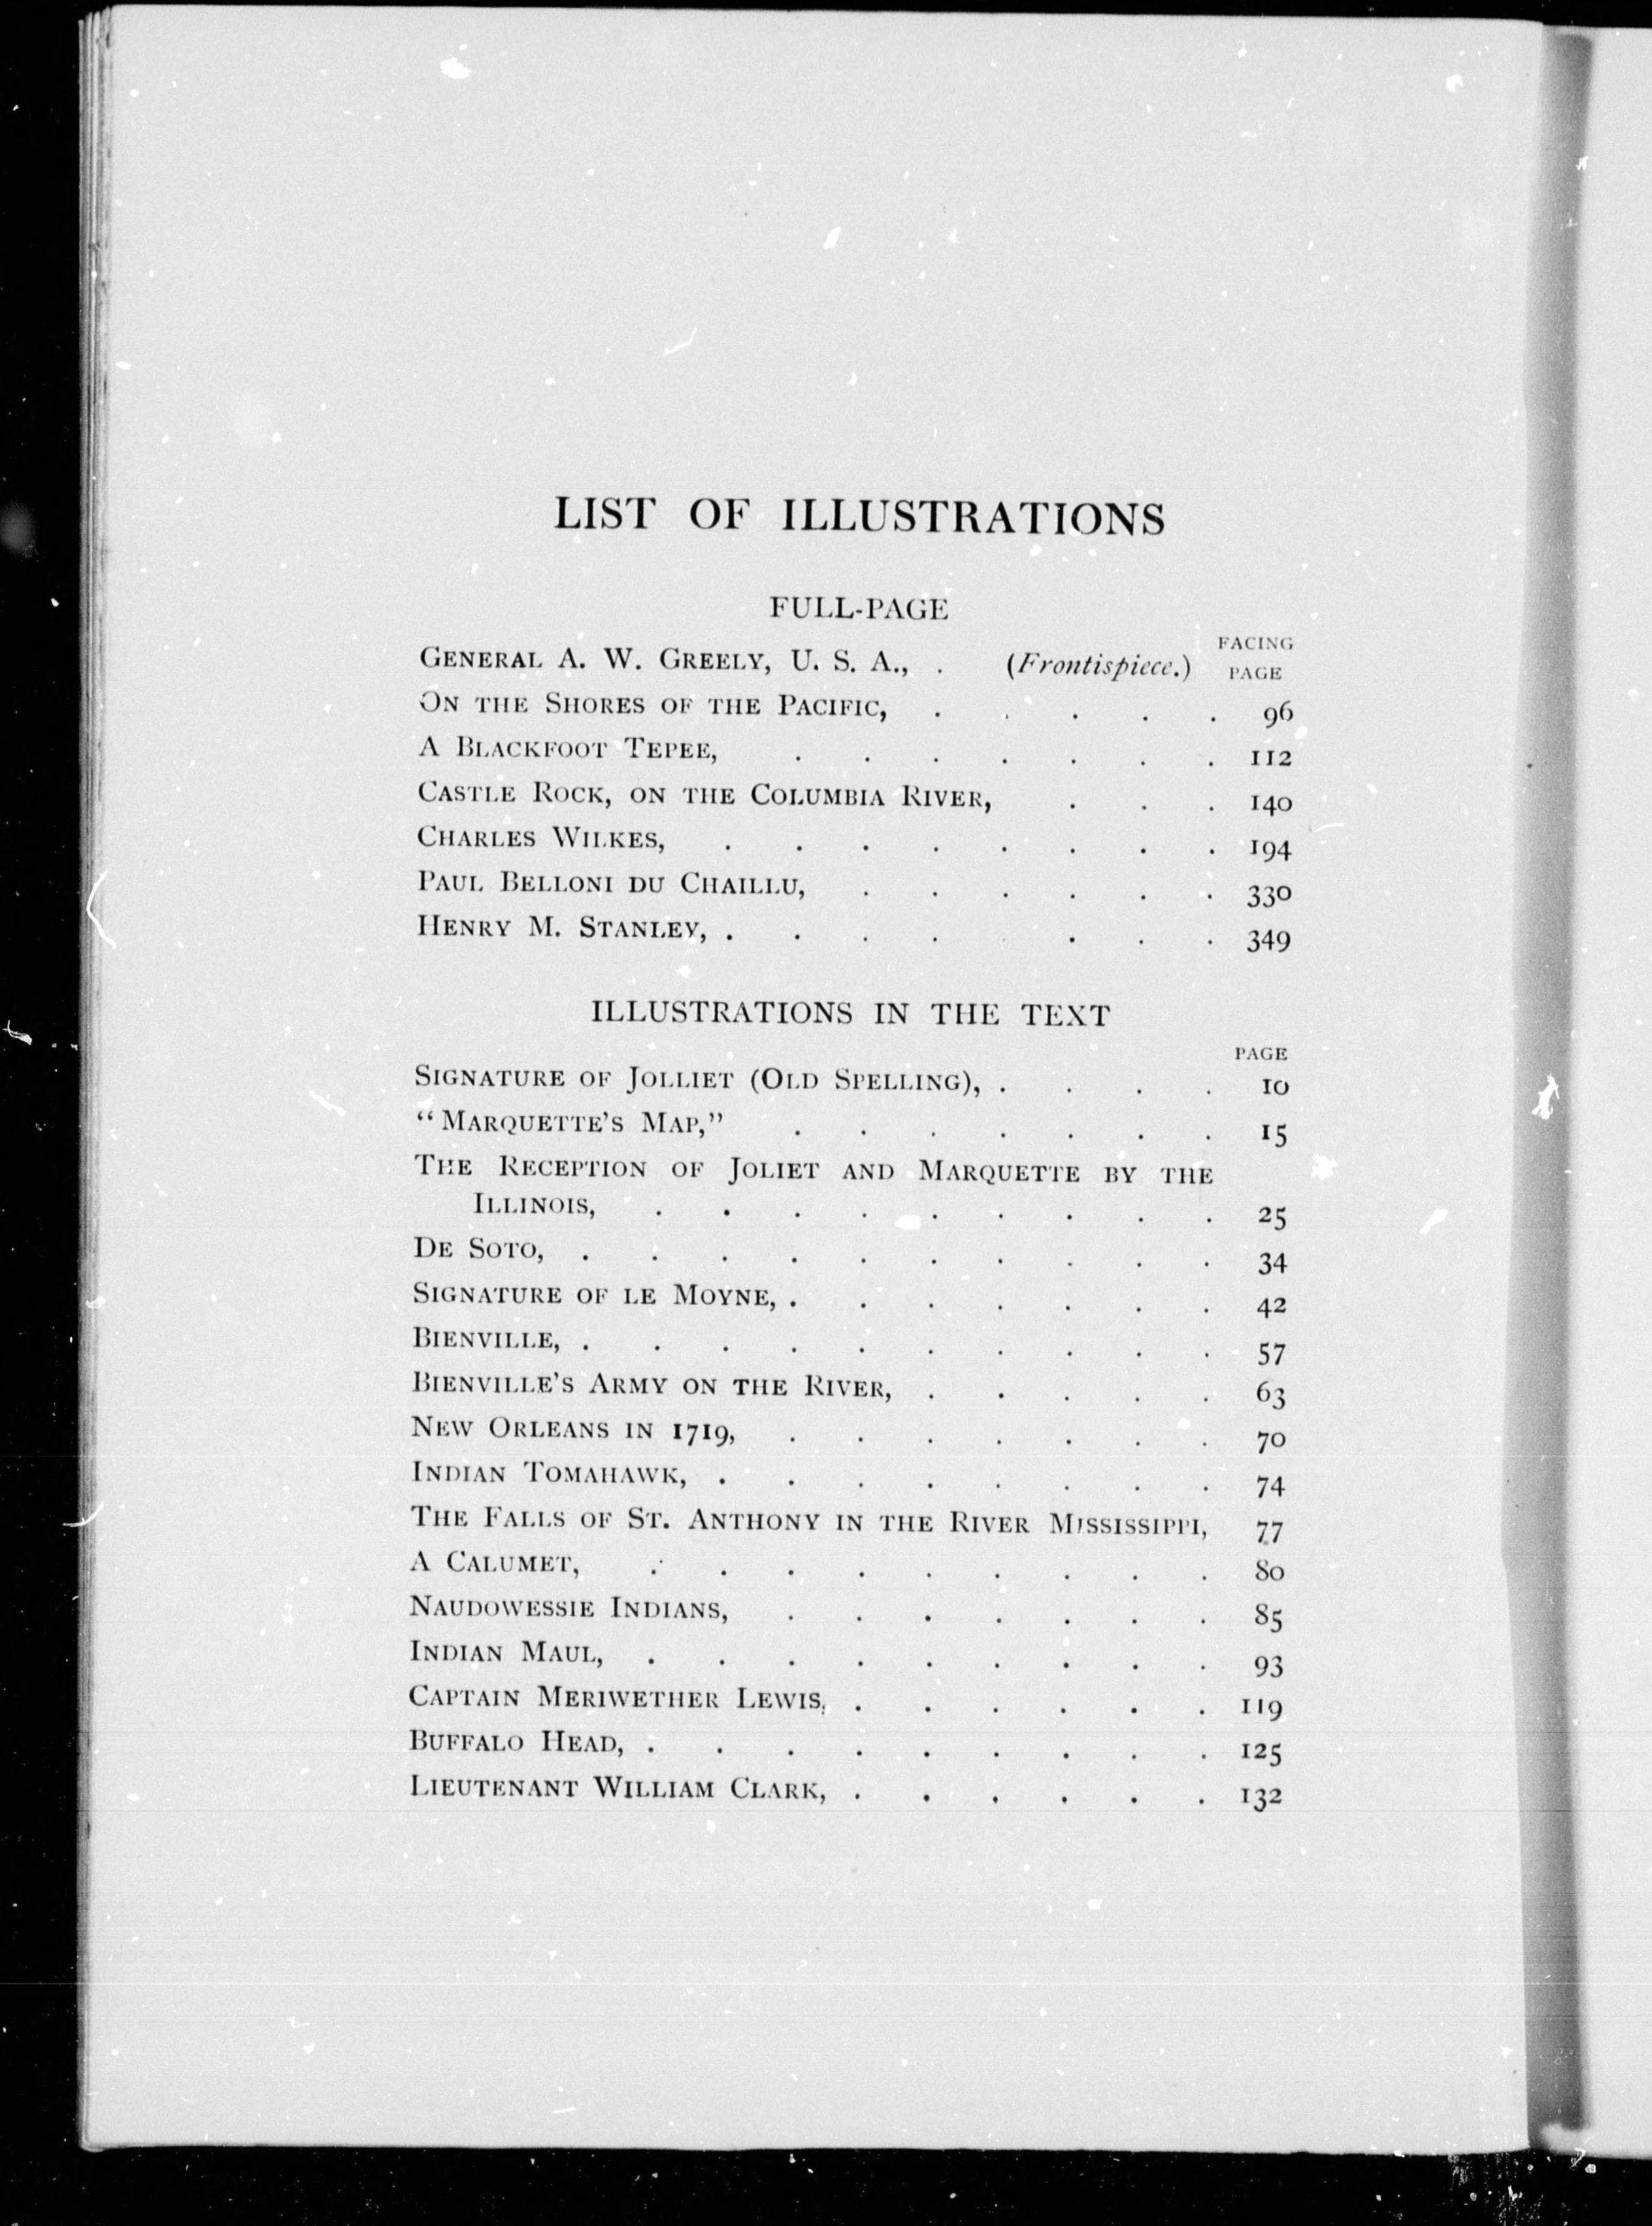 LIST OF ILLUSTRATIONS
FULL-PAGE
FACING
GENERAL A. W. GREELY, U. S. A., . (Frontispiece.) PAGE
ON THE SHORES OF THE PACIFIC, . . . . . 96
A BLACKFOOT TEPEE, . . . . . . . 112
CASTLE ROCK, ON THE COLUMBIA RIVER, . . . 140
CHARLES WILKES, . . . . . . . . 194
PAUL BELLONI DU CHAILLU, . . . . . . 330
HENRY M. STANLEY, . . . . . . . 349
ILLUSTRATIONS IN THE TEXT
PAGE
SIGNATURE OF JOLLIET (OLD SPELLING), . . . . 10
"MARQUETTE'S MAP," . . . . . . . 15
THE RECEPTION OF JOLIET AND MARQUETTE BY THE
ILLINOIS, . . . . . . . . . 25
DE SOTO, . . . . . . . . . . 34
SIGNATURE OF LE MOYNE, . . . . . . . 42
BIENVILLE, . . . . . . . . . . 57
BIENVILLE'S ARMY ON THE RIVER, . . . . . 63
NEW ORLEANS IN 1719, . . . . . . . 70
INDIAN TOMAHAWK, . . . . . . . . 74
THE FALLS OF ST. ANTHONY IN THE RIVER MISSISSIPPI, 77
A CALUMET, . . . . . . . . . 80
NAUDOWESSIE INDIANS, . . . . . . . 85
INDIAN MAUL, . . . . . . . . . 93
CAPTAIN MERIWETHER LEWIS, . . . . . . 119
BUFFALO HEAD, . . . . . . . . . 125
LIEUTENANT WILLIAM CLARK, . . . . . . 132